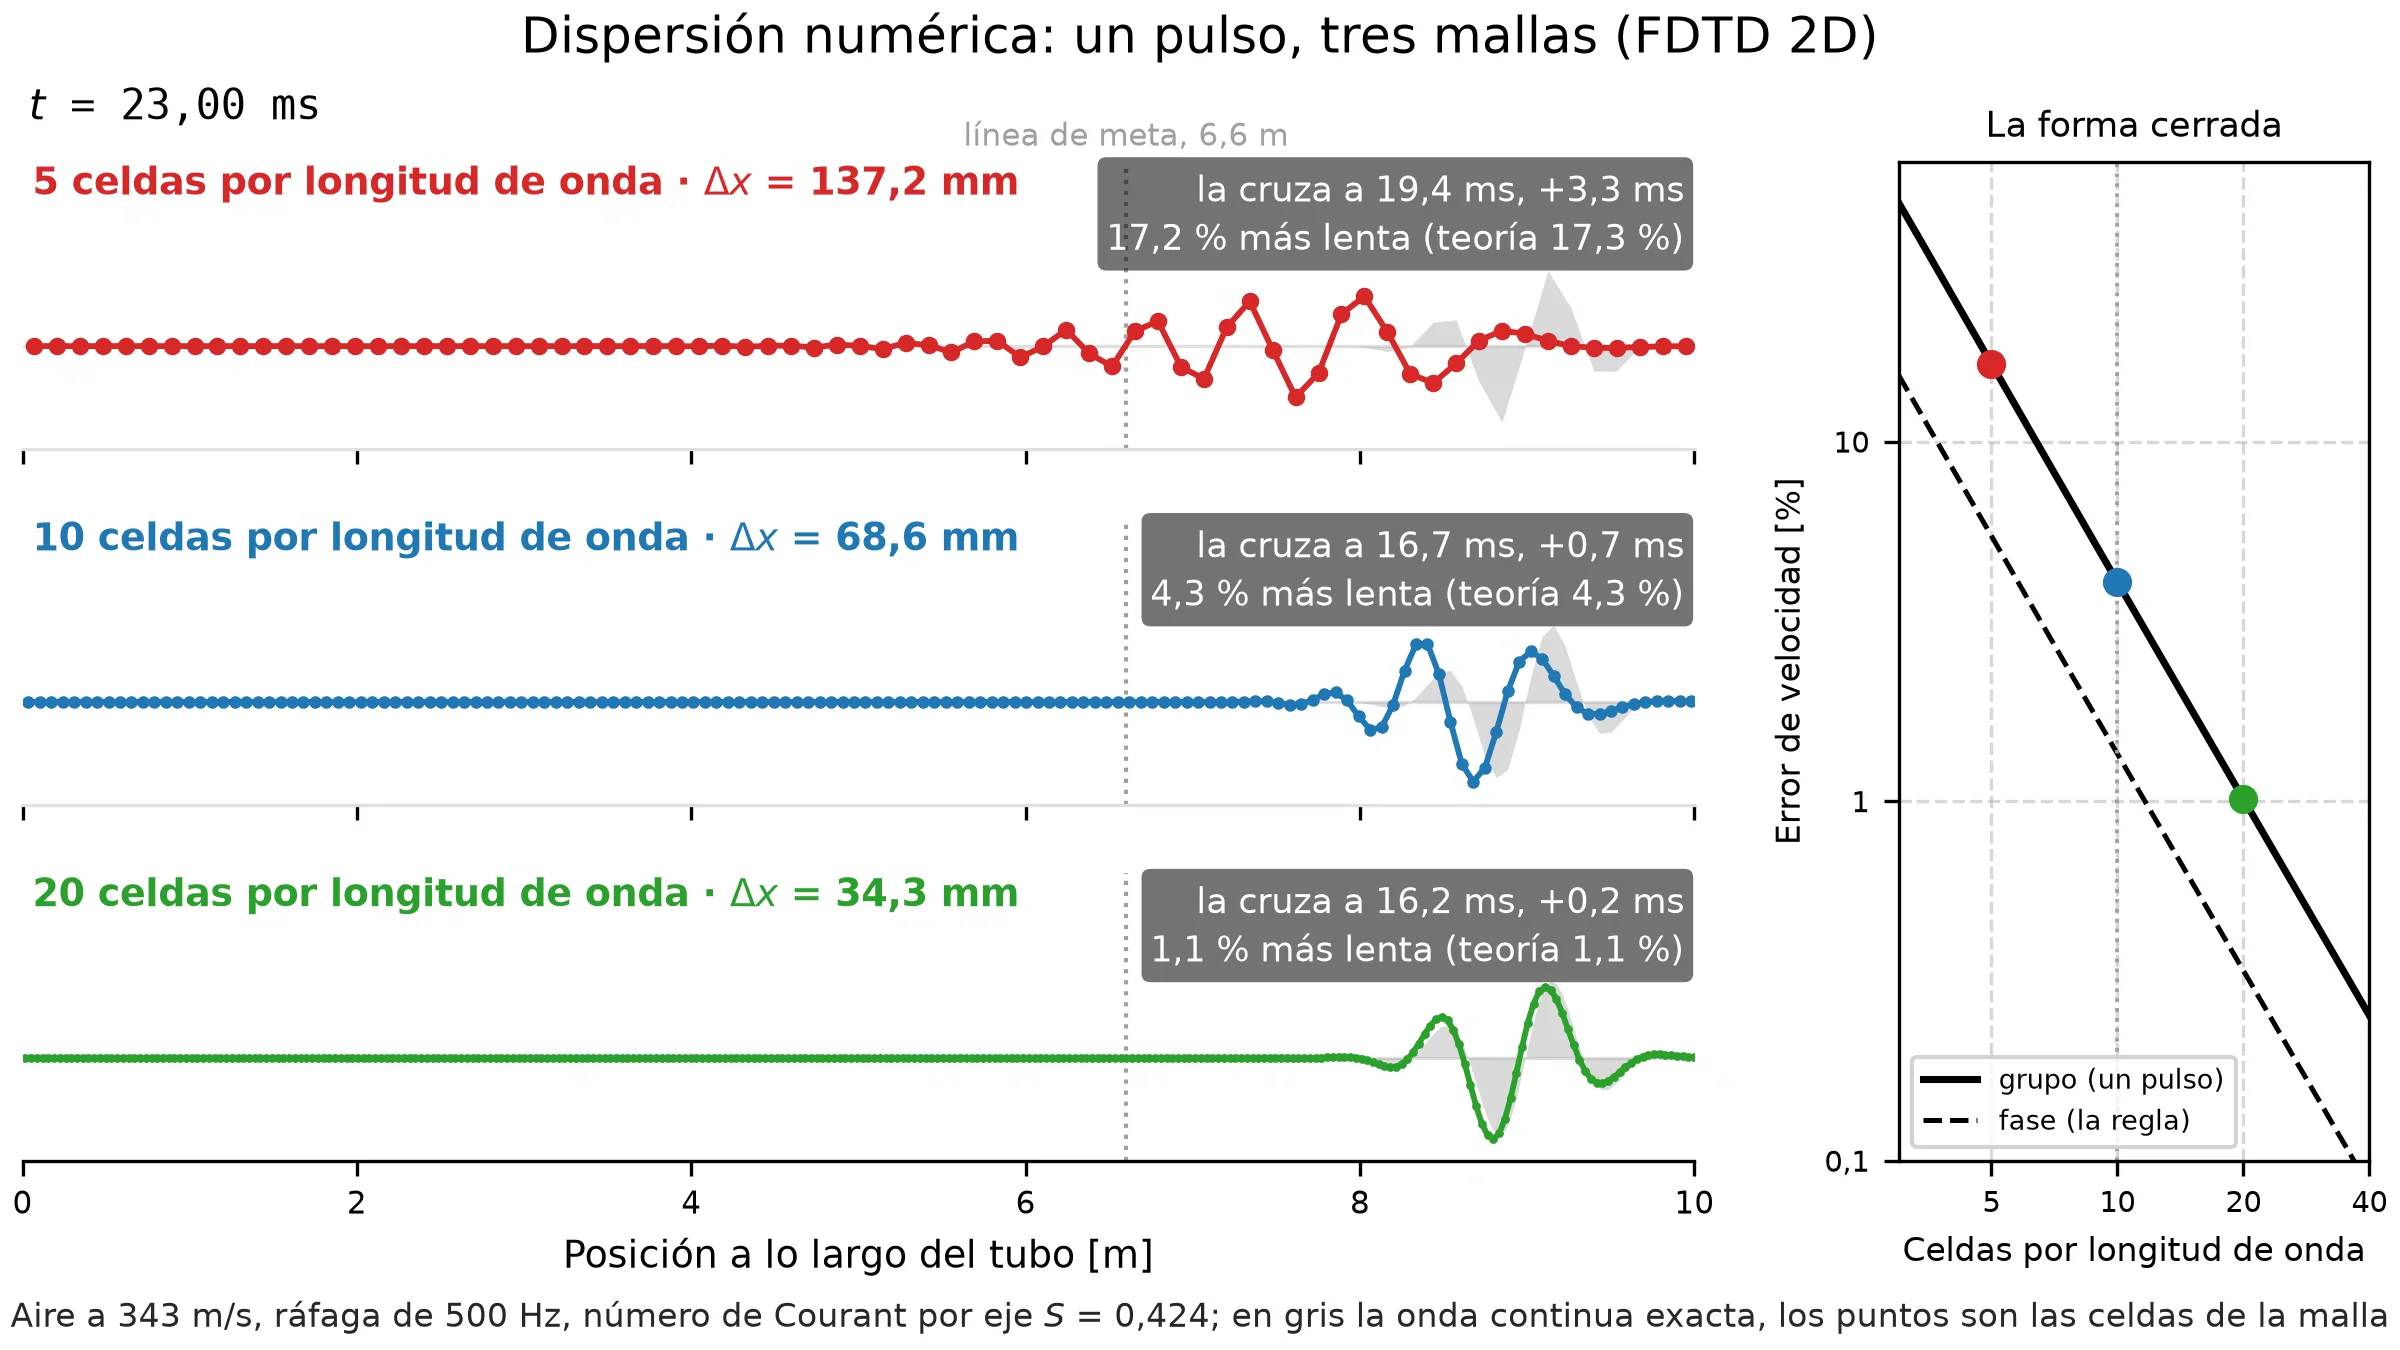 Dispersión numérica: un pulso, tres mallas (FDTD 2D)
t = 23,00 ms
línea de meta, 6,6 m
5 celdas por longitud de onda · Δx = 137,2 mm
la cruza a 19,4 ms, +3,3 ms
17,2 % más lenta (teoría 17,3 %)
10 celdas por longitud de onda · Δx = 68,6 mm
la cruza a 16,7 ms, +0,7 ms
4,3 % más lenta (teoría 4,3 %)
20 celdas por longitud de onda · Δx = 34,3 mm
la cruza a 16,2 ms, +0,2 ms
1,1 % más lenta (teoría 1,1 %)
0 2 4 6 8 10
Posición a lo largo del tubo [m]
La forma cerrada
Error de velocidad [%]
10
1
0,1
grupo (un pulso)
fase (la regla)
5 10 20 40
Celdas por longitud de onda
Aire a 343 m/s, ráfaga de 500 Hz, número de Courant por eje S = 0,424; en gris la onda continua exacta, los puntos son las celdas de la malla